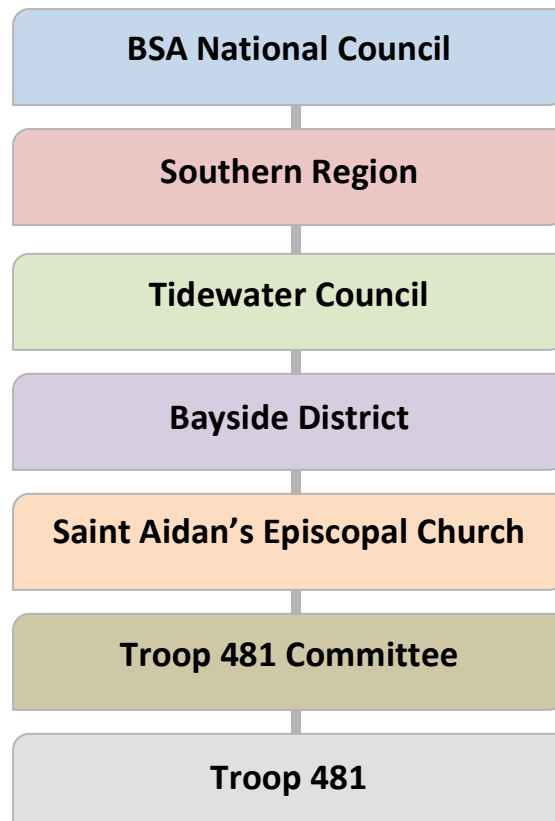 BSA National Council
Southern Region
Tidewater Council
Bayside District
Saint Aidan’s Episcopal Church
Troop 481 Committee
Troop 481